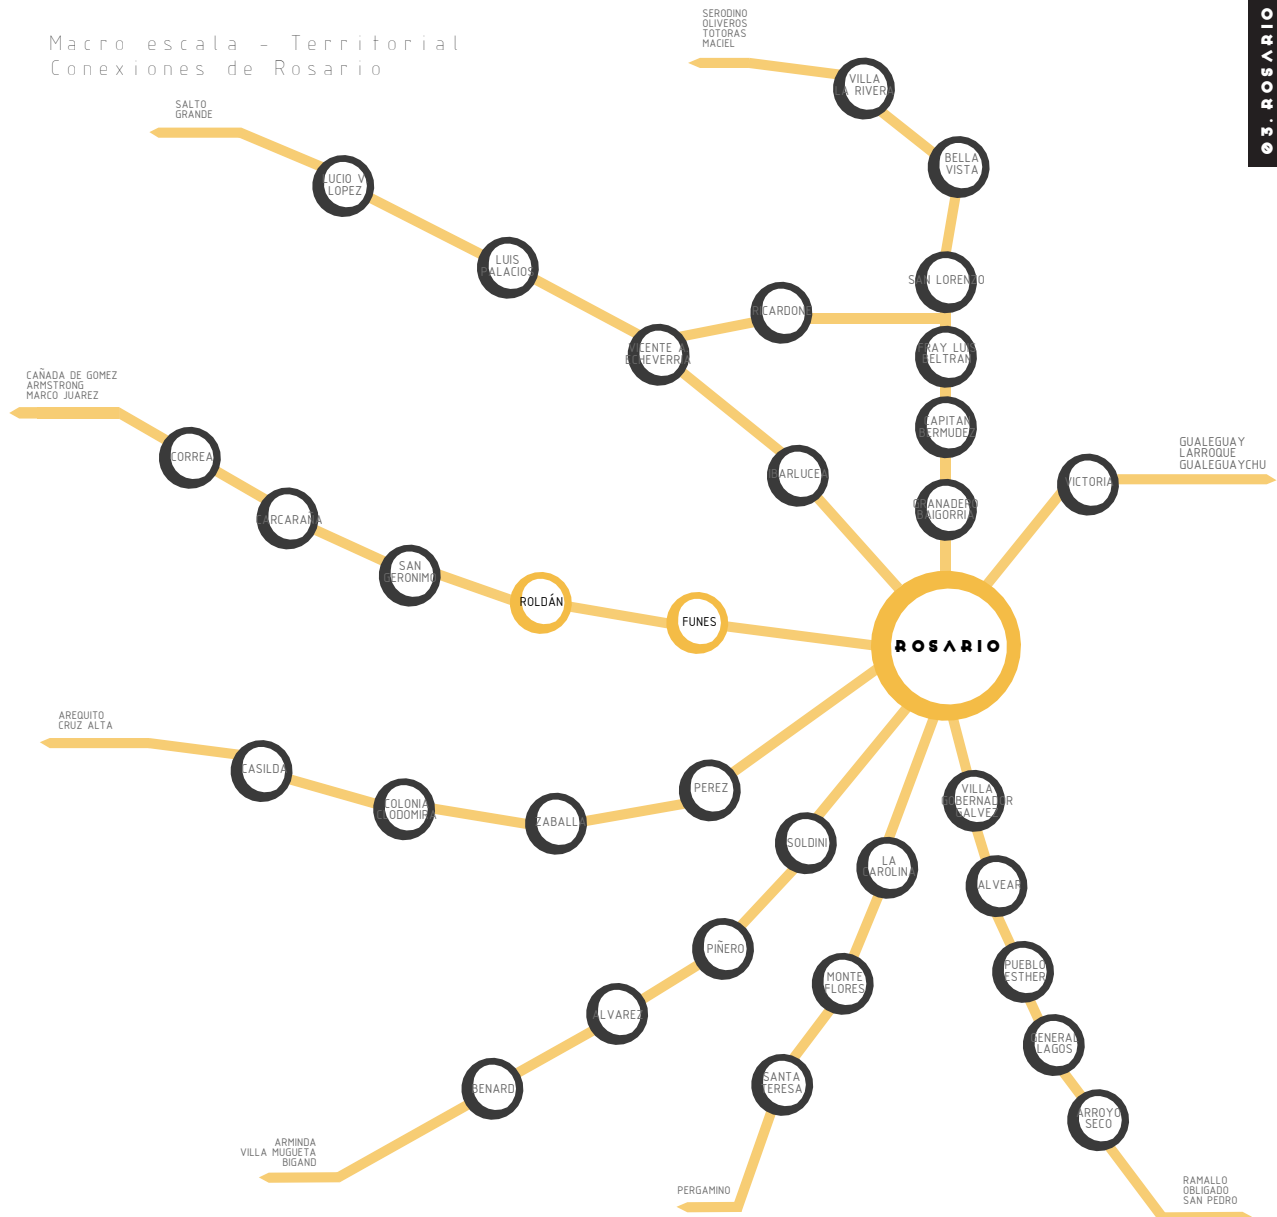 Macro escala - Territorial
Conexiones de Rosario
03. ROSARIO
SERODINO
OLIVEROS
TOTORAS
MACIEL
VILLA
LA RIVERA
SALTO
GRANDE
BELLA
VISTA
LUCIO V
LOPEZ
LUIS
PALACIOS
SAN LORENZO
RICARDONE
VICENTE A
ECHEVERRIA
FRAY LUIS
BELTRAN
CAÑADA DE GOMEZ
ARMSTRONG
MARCO JUAREZ
CAPITAN
BERMUDEZ
GUALEGUAY
LARROQUE
GUALEGUAYCHU
CORREA
IBARLUCEA
VICTORIA
CARCARAÑA
GRANADERO
BAIGORRIA
SAN
GERONIMO
ROLDÁN
FUNES
ROSARIO
AREQUITO
CRUZ ALTA
CASILDA
COLONIA
CLODOMIRA
ZABALLA
PEREZ
VILLA
GOBERNADOR
GALVEZ
SOLDINI
LA
CAROLINA
ALVEAR
PIÑERO
MONTE
FLORES
PUEBLO
ESTHER
ALVAREZ
GENERAL
LAGOS
BENARD
SANTA
TERESA
ARROYO
SECO
ARMINDA
VILLA MUGUETA
BIGAND
PERGAMINO
RAMALLO
OBLIGADO
SAN PEDRO